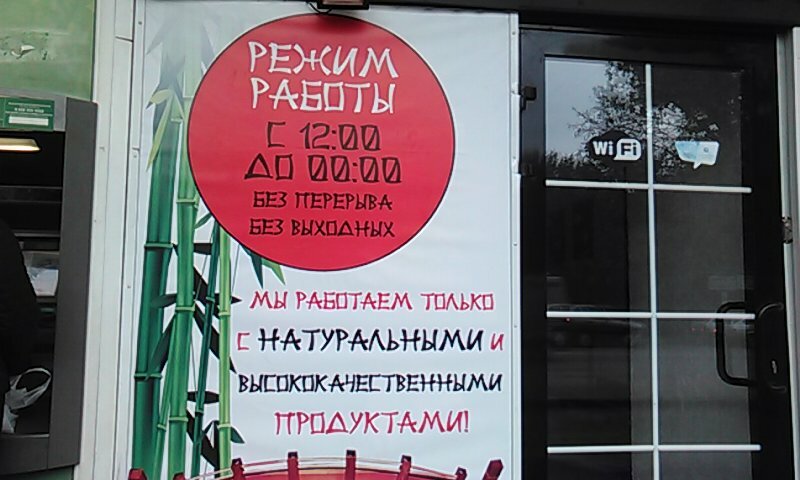 РЕЖИМ
РАБОТЫ
С 12:00
ДО 00:00
БЕЗ ПЕРЕРЫВА
БЕЗ ВЫХОДНЫХ
МЫ РАБОТАЕМ ТОЛЬКО
С НАТУРАЛЬНЫМИ И
ВЫСОКОКАЧЕСТВЕННЫМИ
ПРОДУКТАМИ!
Wi Fi